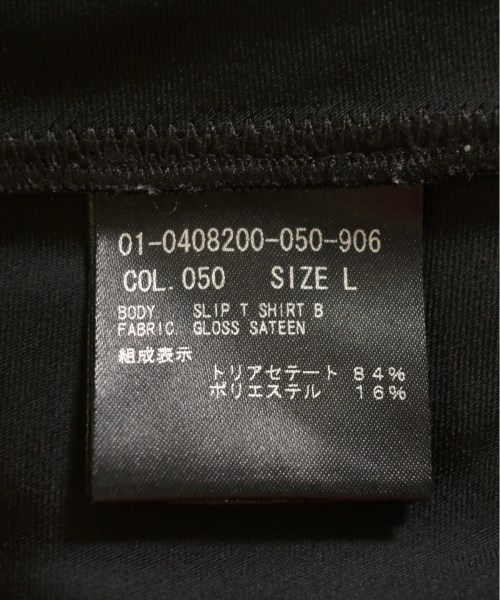 01-0408200-050-906
COL.050 SIZE L
BODY SLIP T SHIRT B
FABRIC GLOSS SATEEN
組成表示
トリアセテート 84%
ポリエステル 16%